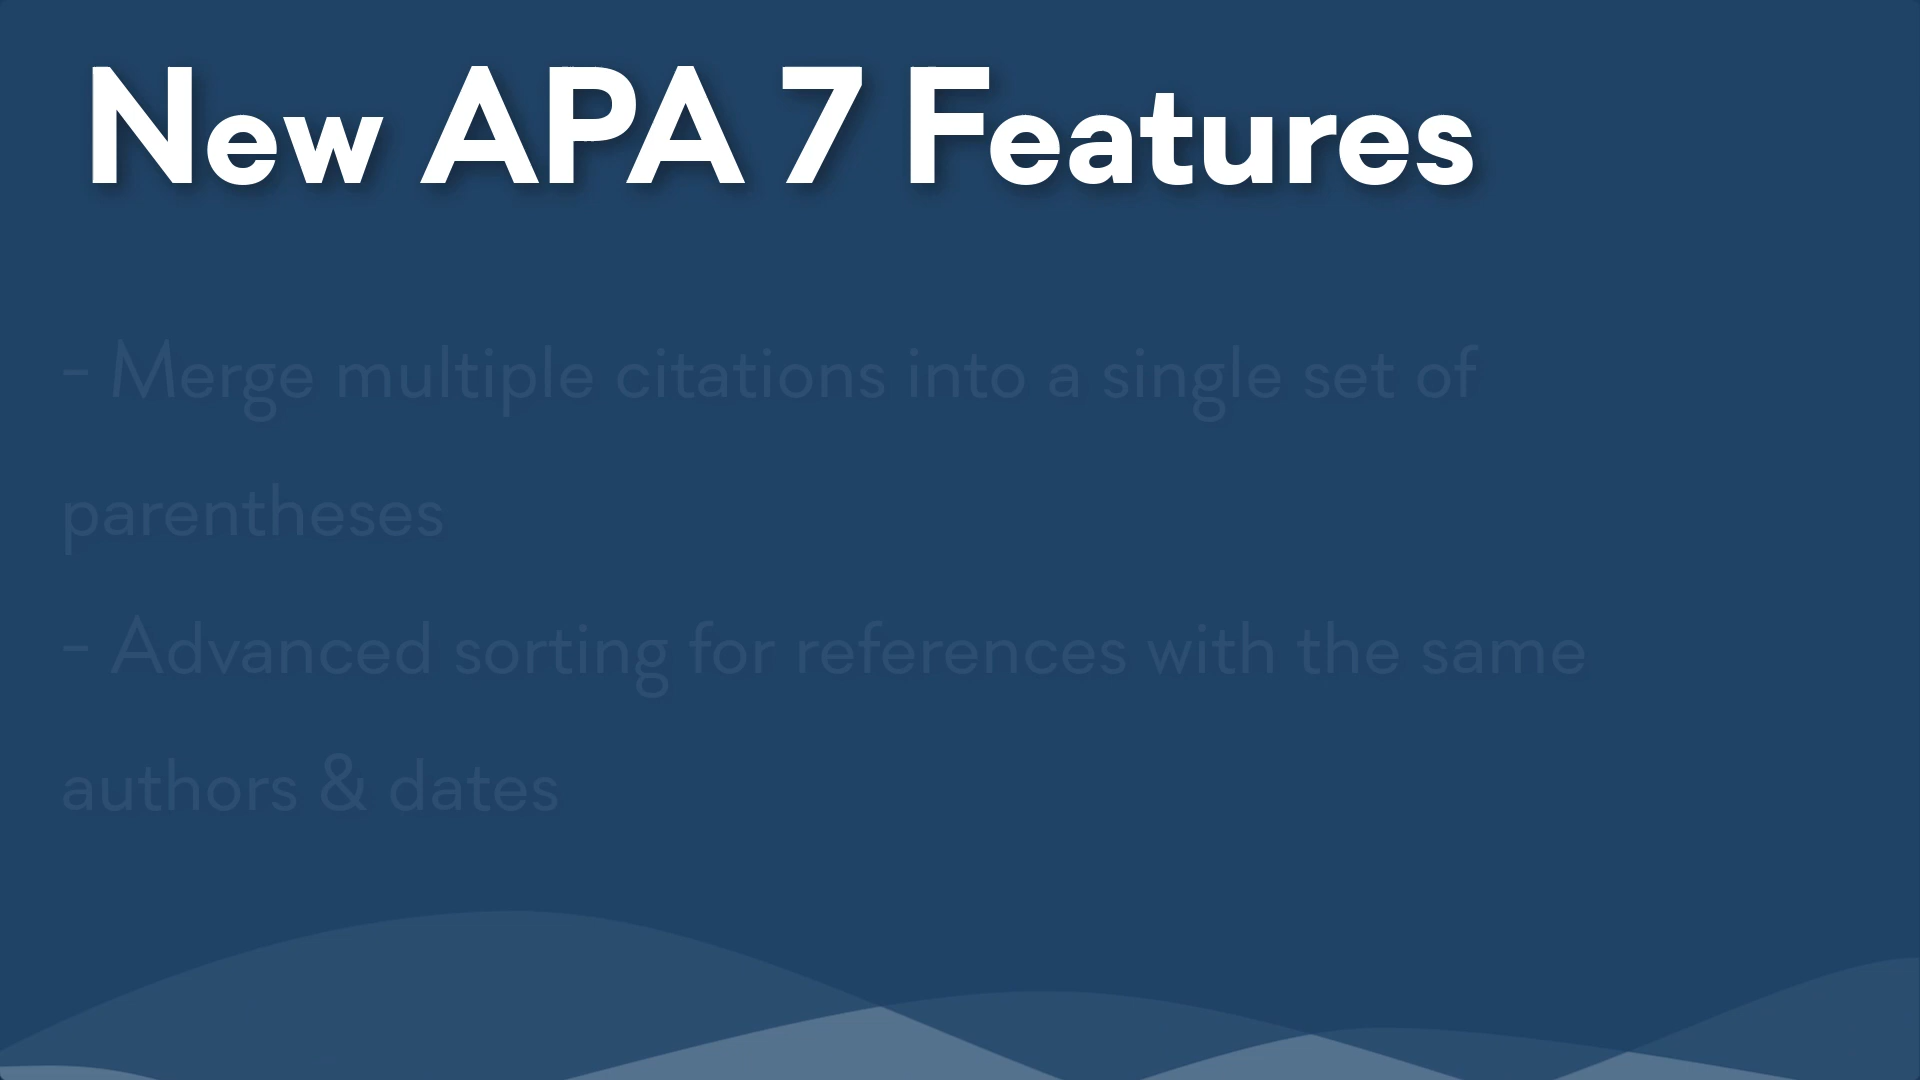 New APA 7 Features
- Merge multiple citations into a single set of
parentheses
- Advanced sorting for references with the same
authors & dates